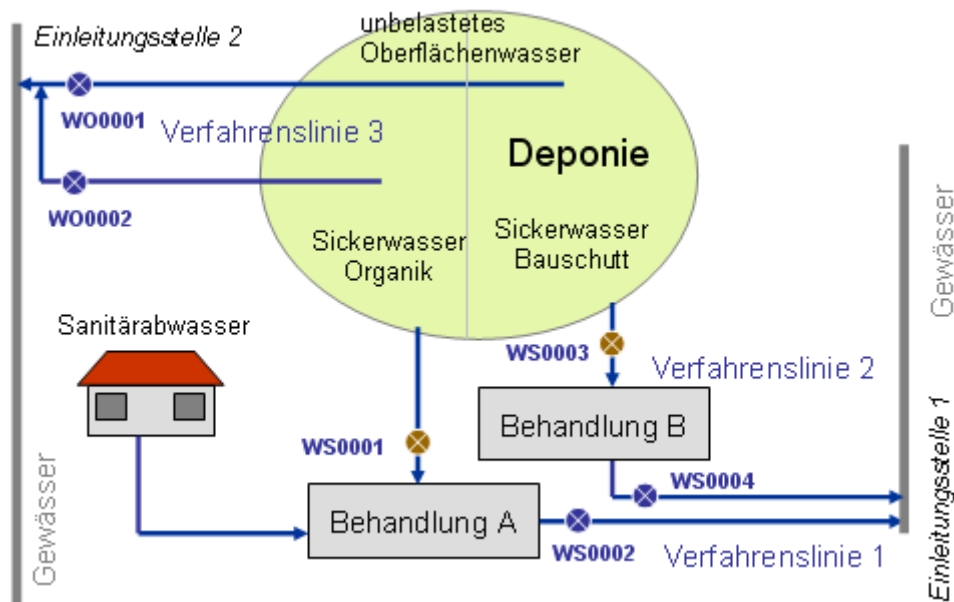 unbelastetes
Oberflächenwasser
Einleitungsstelle 2
WO0001
Verfahrenslinie 3
Deponie
WO0002
Sickerwasser
Organik
Sickerwasser
Bauschutt
Gewässer
Sanitärabwasser
WS0003
Verfahrenslinie 2
Behandlung B
WS0001
WS0004
Behandlung A
WS0002
Verfahrenslinie 1
Gewässer
Einleitungsstelle 1